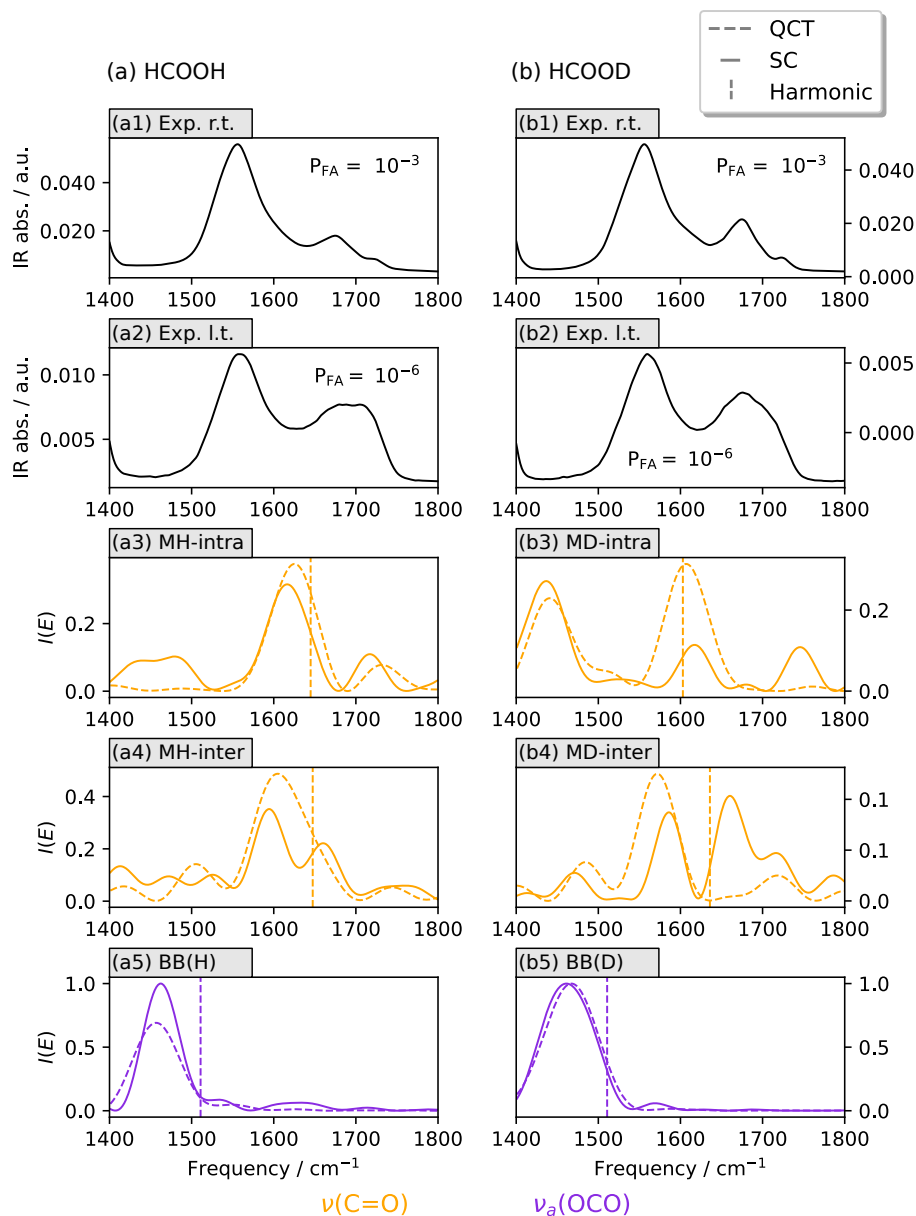 QCT
SC
Harmonic
(a) HCOOH
(b) HCOOD
(a1) Exp. r.t.
P_FA = 10⁻³
IR abs. / a.u.
0.040
0.020
1400 1500 1600 1700 1800
(b1) Exp. r.t.
P_FA = 10⁻³
0.040
0.020
0.000
1400 1500 1600 1700 1800
(a2) Exp. l.t.
P_FA = 10⁻⁶
IR abs. / a.u.
0.010
0.005
1400 1500 1600 1700 1800
(b2) Exp. l.t.
P_FA = 10⁻⁶
0.005
0.000
1400 1500 1600 1700 1800
(a3) MH-intra
I(E)
0.2
0.0
1400 1500 1600 1700 1800
(b3) MD-intra
0.2
0.0
1400 1500 1600 1700 1800
(a4) MH-inter
I(E)
0.4
0.2
0.0
1400 1500 1600 1700 1800
(b4) MD-inter
0.1
0.1
0.0
1400 1500 1600 1700 1800
(a5) BB(H)
I(E)
1.0
0.5
0.0
1400 1500 1600 1700 1800
Frequency / cm⁻¹
(b5) BB(D)
1.0
0.5
0.0
1400 1500 1600 1700 1800
Frequency / cm⁻¹
ν(C=O)
νₐ(OCO)